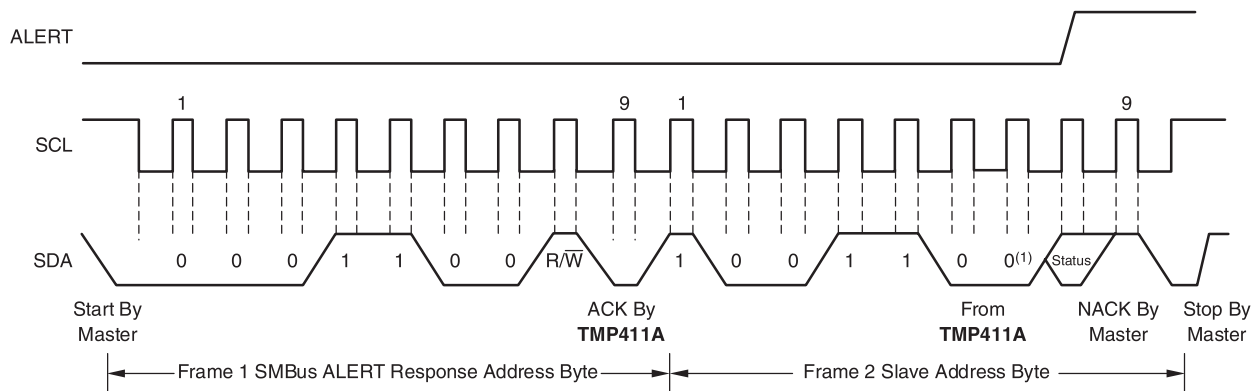 ALERT
1 9 1 9
SCL
SDA 0 0 0 1 1 0 0 R/W̅ 1 0 0 1 1 0 0(1) Status
Start By Master
ACK By TMP411A
From TMP411A
NACK By Master
Stop By Master
Frame 1 SMBus ALERT Response Address Byte
Frame 2 Slave Address Byte